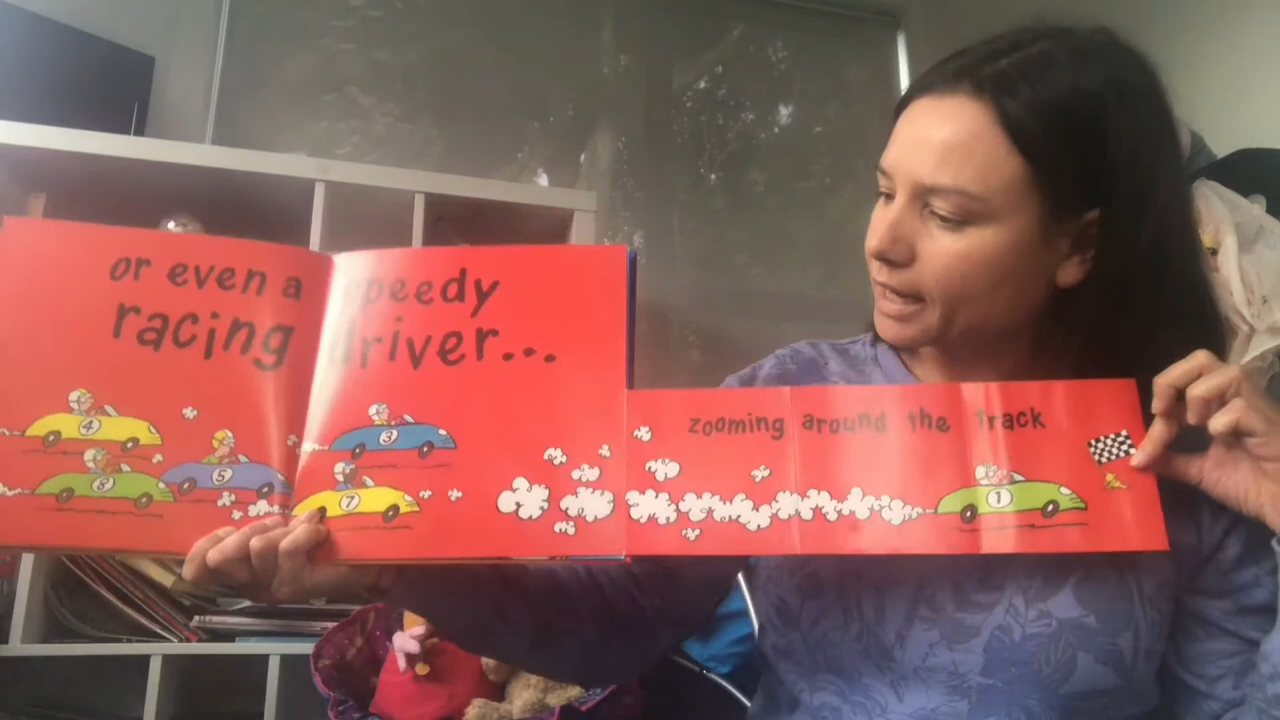 or even a speedy
racing driver...
zooming around the track
4
3
5
8
7
1